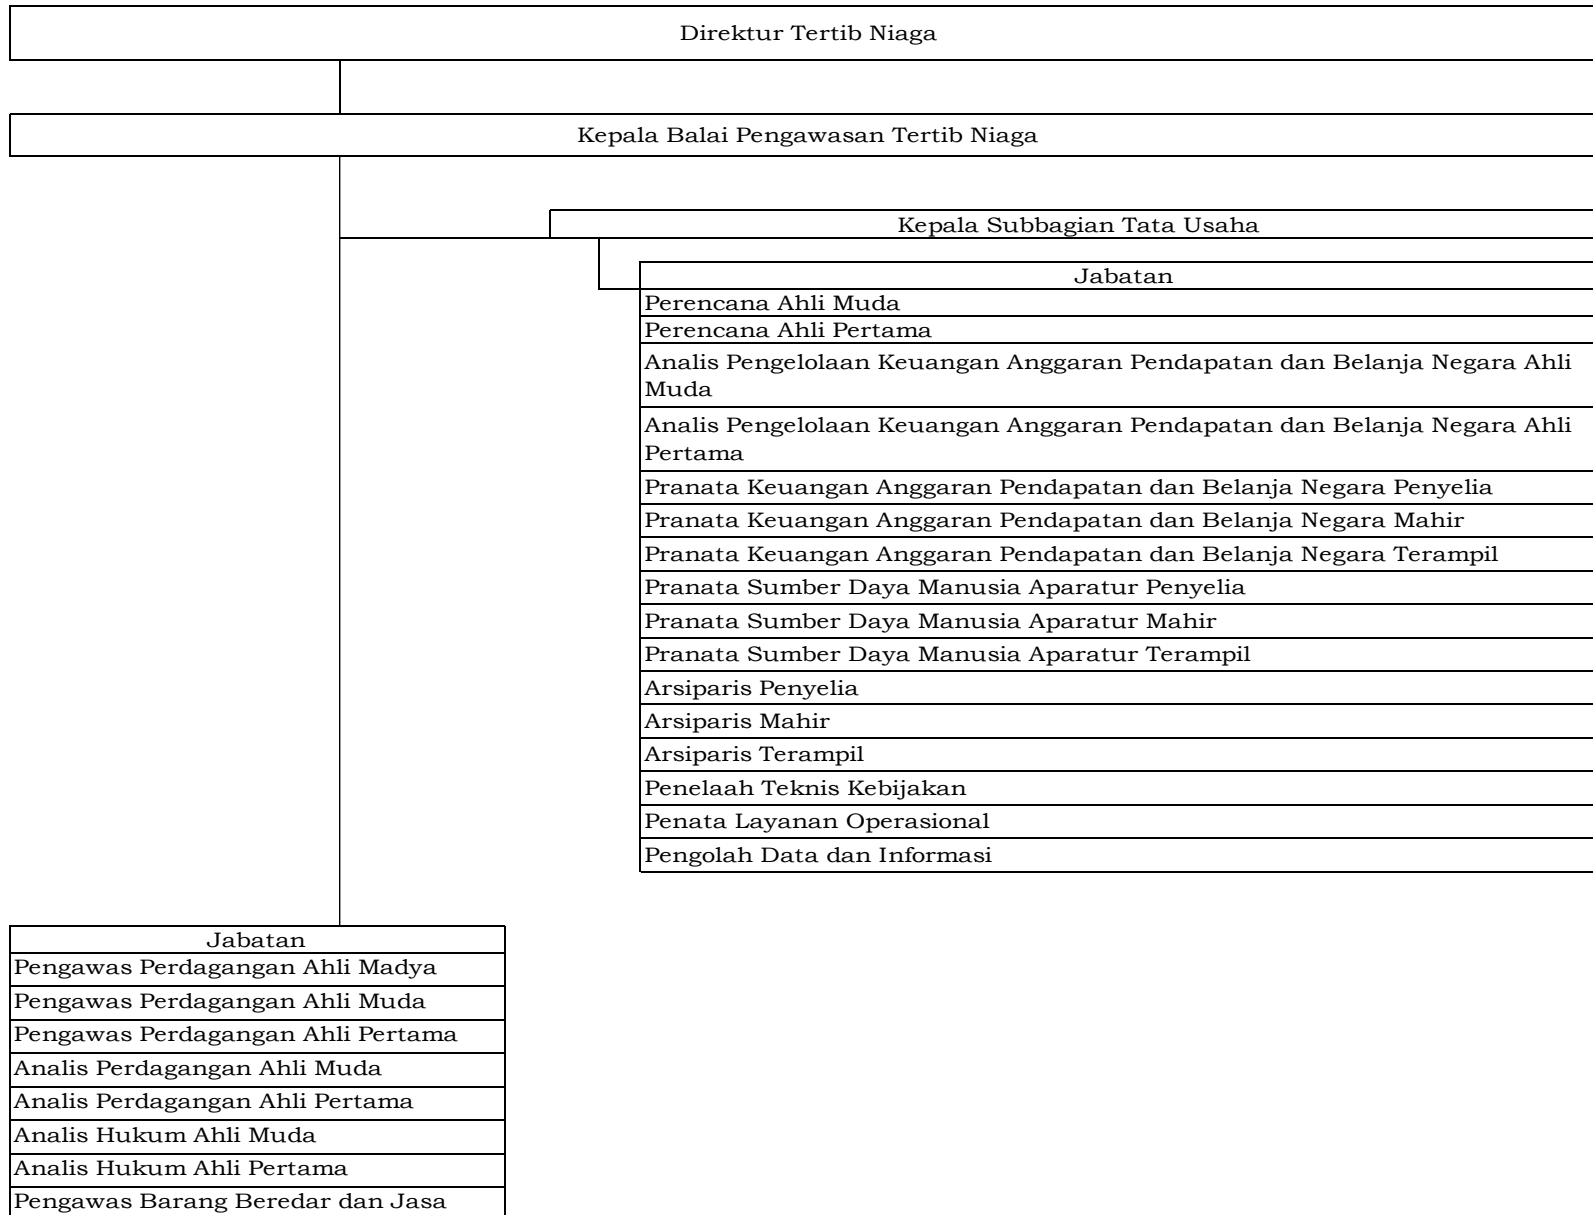 Direktur Tertib Niaga
Kepala Balai Pengawasan Tertib Niaga
Kepala Subbagian Tata Usaha
Jabatan
Perencana Ahli Muda
Perencana Ahli Pertama
Analis Pengelolaan Keuangan Anggaran Pendapatan dan Belanja Negara Ahli
Muda
Analis Pengelolaan Keuangan Anggaran Pendapatan dan Belanja Negara Ahli
Pertama
Pranata Keuangan Anggaran Pendapatan dan Belanja Negara Penyelia
Pranata Keuangan Anggaran Pendapatan dan Belanja Negara Mahir
Pranata Keuangan Anggaran Pendapatan dan Belanja Negara Terampil
Pranata Sumber Daya Manusia Aparatur Penyelia
Pranata Sumber Daya Manusia Aparatur Mahir
Pranata Sumber Daya Manusia Aparatur Terampil
Arsiparis Penyelia
Arsiparis Mahir
Arsiparis Terampil
Penelaah Teknis Kebijakan
Penata Layanan Operasional
Pengolah Data dan Informasi
Jabatan
Pengawas Perdagangan Ahli Madya
Pengawas Perdagangan Ahli Muda
Pengawas Perdagangan Ahli Pertama
Analis Perdagangan Ahli Muda
Analis Perdagangan Ahli Pertama
Analis Hukum Ahli Muda
Analis Hukum Ahli Pertama
Pengawas Barang Beredar dan Jasa